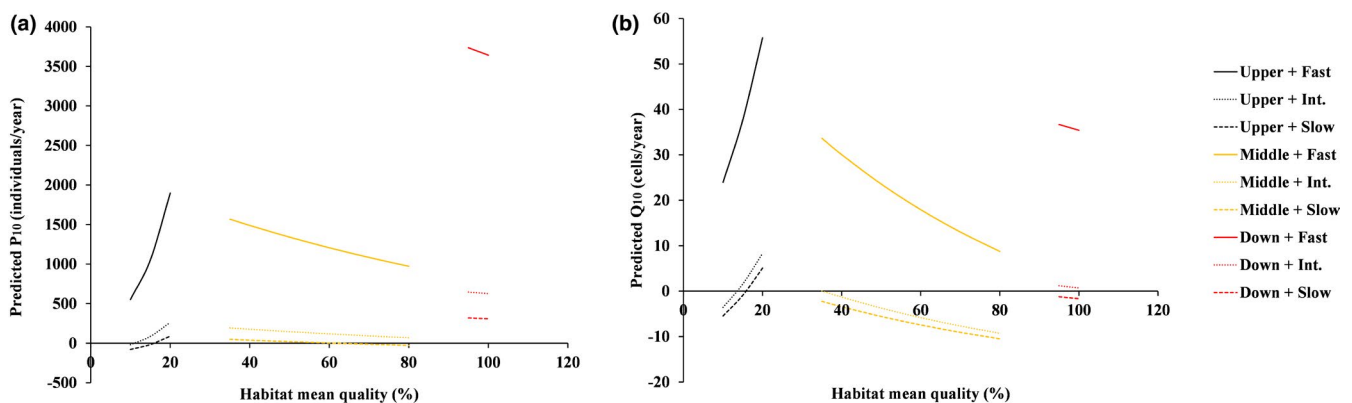 (a)
4000
3500
3000
2500
2000
1500
1000
500
0
-500
0
20
40
60
80
100
120
Predicted P10 (individuals/year)
Habitat mean quality (%)
(b)
60
50
40
30
20
10
0
-10
-20
0
20
40
60
80
100
120
Predicted Q10 (cells/year)
Habitat mean quality (%)
Upper + Fast
Upper + Int.
Upper + Slow
Middle + Fast
Middle + Int.
Middle + Slow
Down + Fast
Down + Int.
Down + Slow